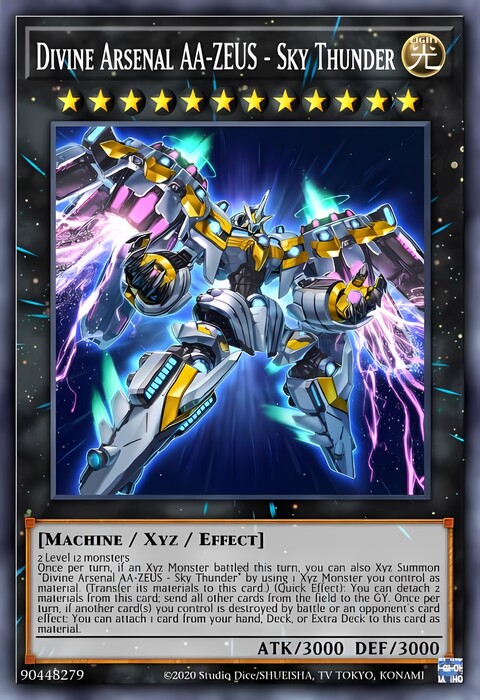 Divine Arsenal AA-ZEUS - Sky Thunder
光
[Machine / Xyz / Effect]
2 Level 12 monsters
Once per turn, if an Xyz Monster battled this turn, you can also Xyz Summon
"Divine Arsenal AA-ZEUS - Sky Thunder" by using 1 Xyz Monster you control as
material. (Transfer its materials to this card.) (Quick Effect): You can detach 2
materials from this card; send all other cards from the field to the GY. Once per
turn, if another card(s) you control is destroyed by battle or an opponent's card
effect: You can attach 1 card from your hand, Deck, or Extra Deck to this card as
material.
ATK/3000 DEF/3000
90448279
©2020 Studio Dice/SHUEISHA, TV TOKYO, KONAMI